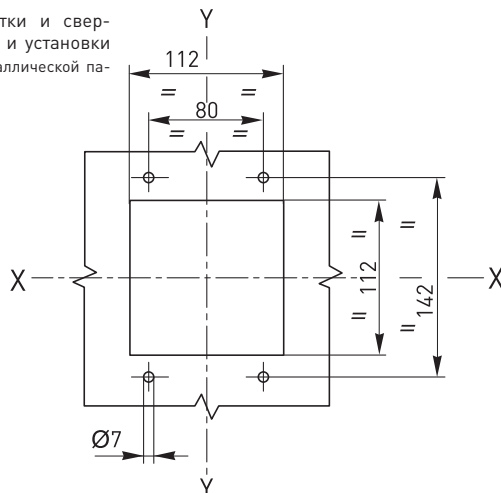 тки и свер-
и установки
аллической па-
Y
112
=
=
80
=
=
X
X
=
=
112
142
=
=
Ø7
Y